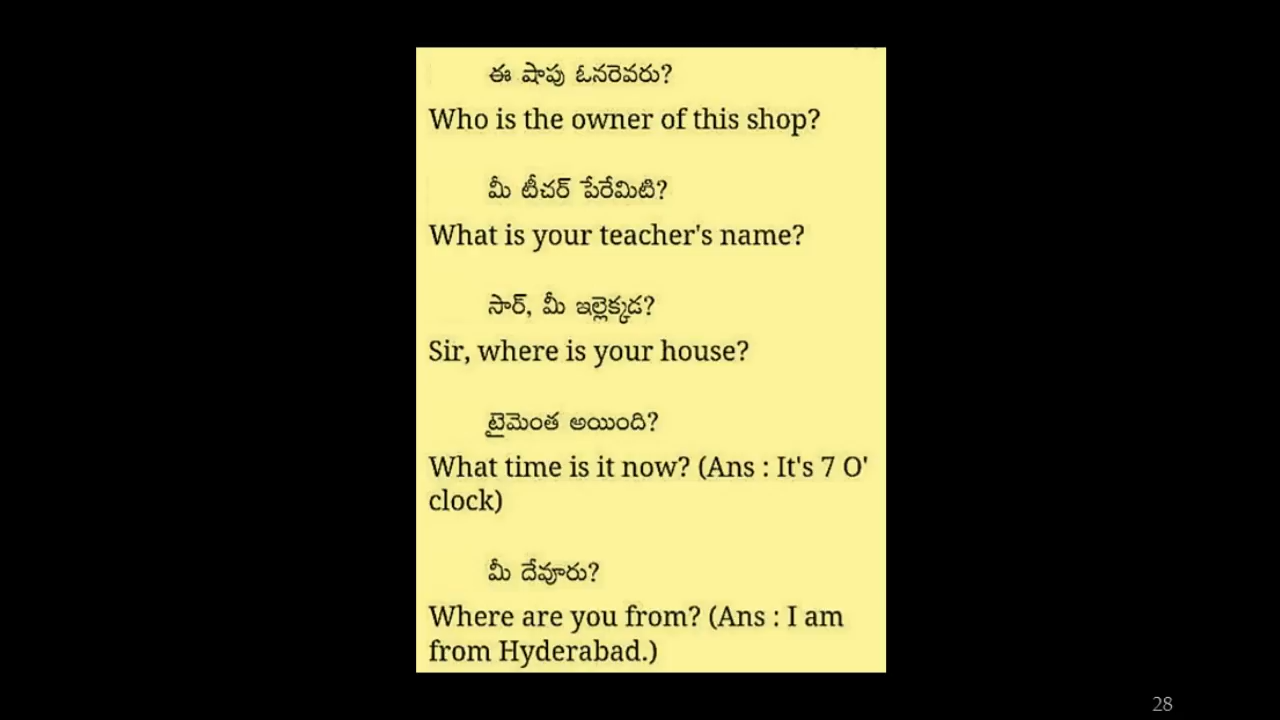 ఈ షాపు ఓనరెవరు?
Who is the owner of this shop?
మీ టీచర్ పేరేమిటి?
What is your teacher's name?
సార్, మీ ఇల్లెక్కడ?
Sir, where is your house?
టైమెంత అయింది?
What time is it now? (Ans : It's 7 O'
clock)
మీ దేవూరు?
Where are you from? (Ans : I am
from Hyderabad.)
28